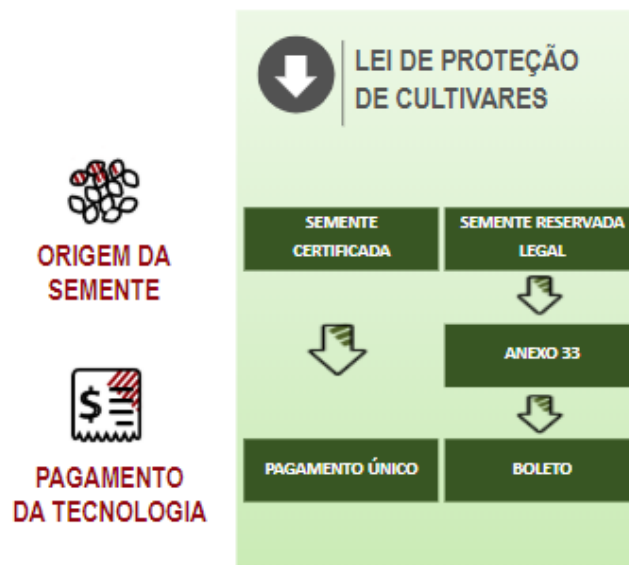 LEI DE PROTEÇÃO
DE CULTIVARES
ORIGEM DA
SEMENTE
SEMENTE
CERTIFICADA
SEMENTE RESERVADA
LEGAL
ANEXO 33
$
PAGAMENTO
DA TECNOLOGIA
PAGAMENTO ÚNICO
BOLETO